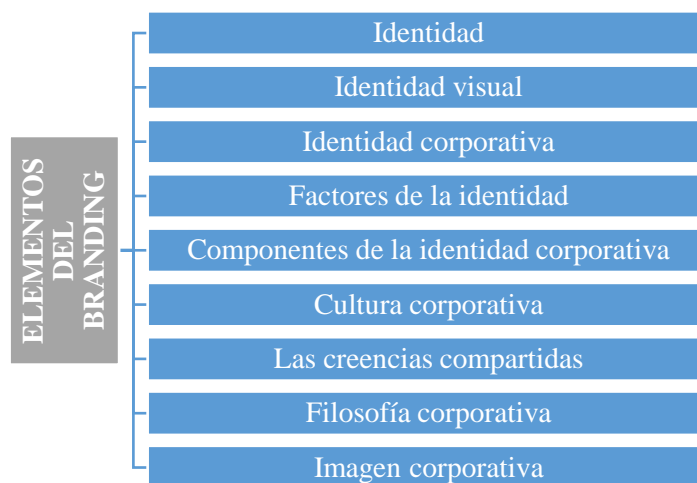 ELEMENTOS
DEL
BRANDING
Identidad
Identidad visual
Identidad corporativa
Factores de la identidad
Componentes de la identidad corporativa
Cultura corporativa
Las creencias compartidas
Filosofía corporativa
Imagen corporativa